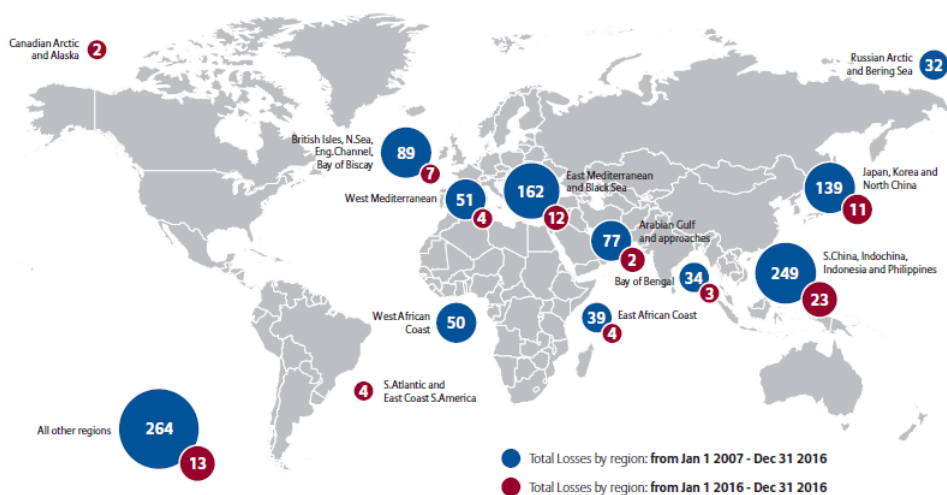 Canadian Arctic
and Alaska
2
Russian Arctic
and Bering Sea
32
British Isles, N.Sea,
Eng.Channel,
Bay of Biscay
89
7
West Mediterranean
51
4
162
East Mediterranean
and Black Sea
12
139
Japan, Korea and
North China
11
77
Arabian Gulf
and approaches
2
Bay of Bengal
34
3
249
S.China, Indochina,
Indonesia and Philippines
23
West African
Coast
50
39
East African Coast
4
4
S.Atlantic and
East Coast S.America
All other regions
264
13
Total Losses by region: from Jan 1 2007 - Dec 31 2016
Total Losses by region: from Jan 1 2016 - Dec 31 2016